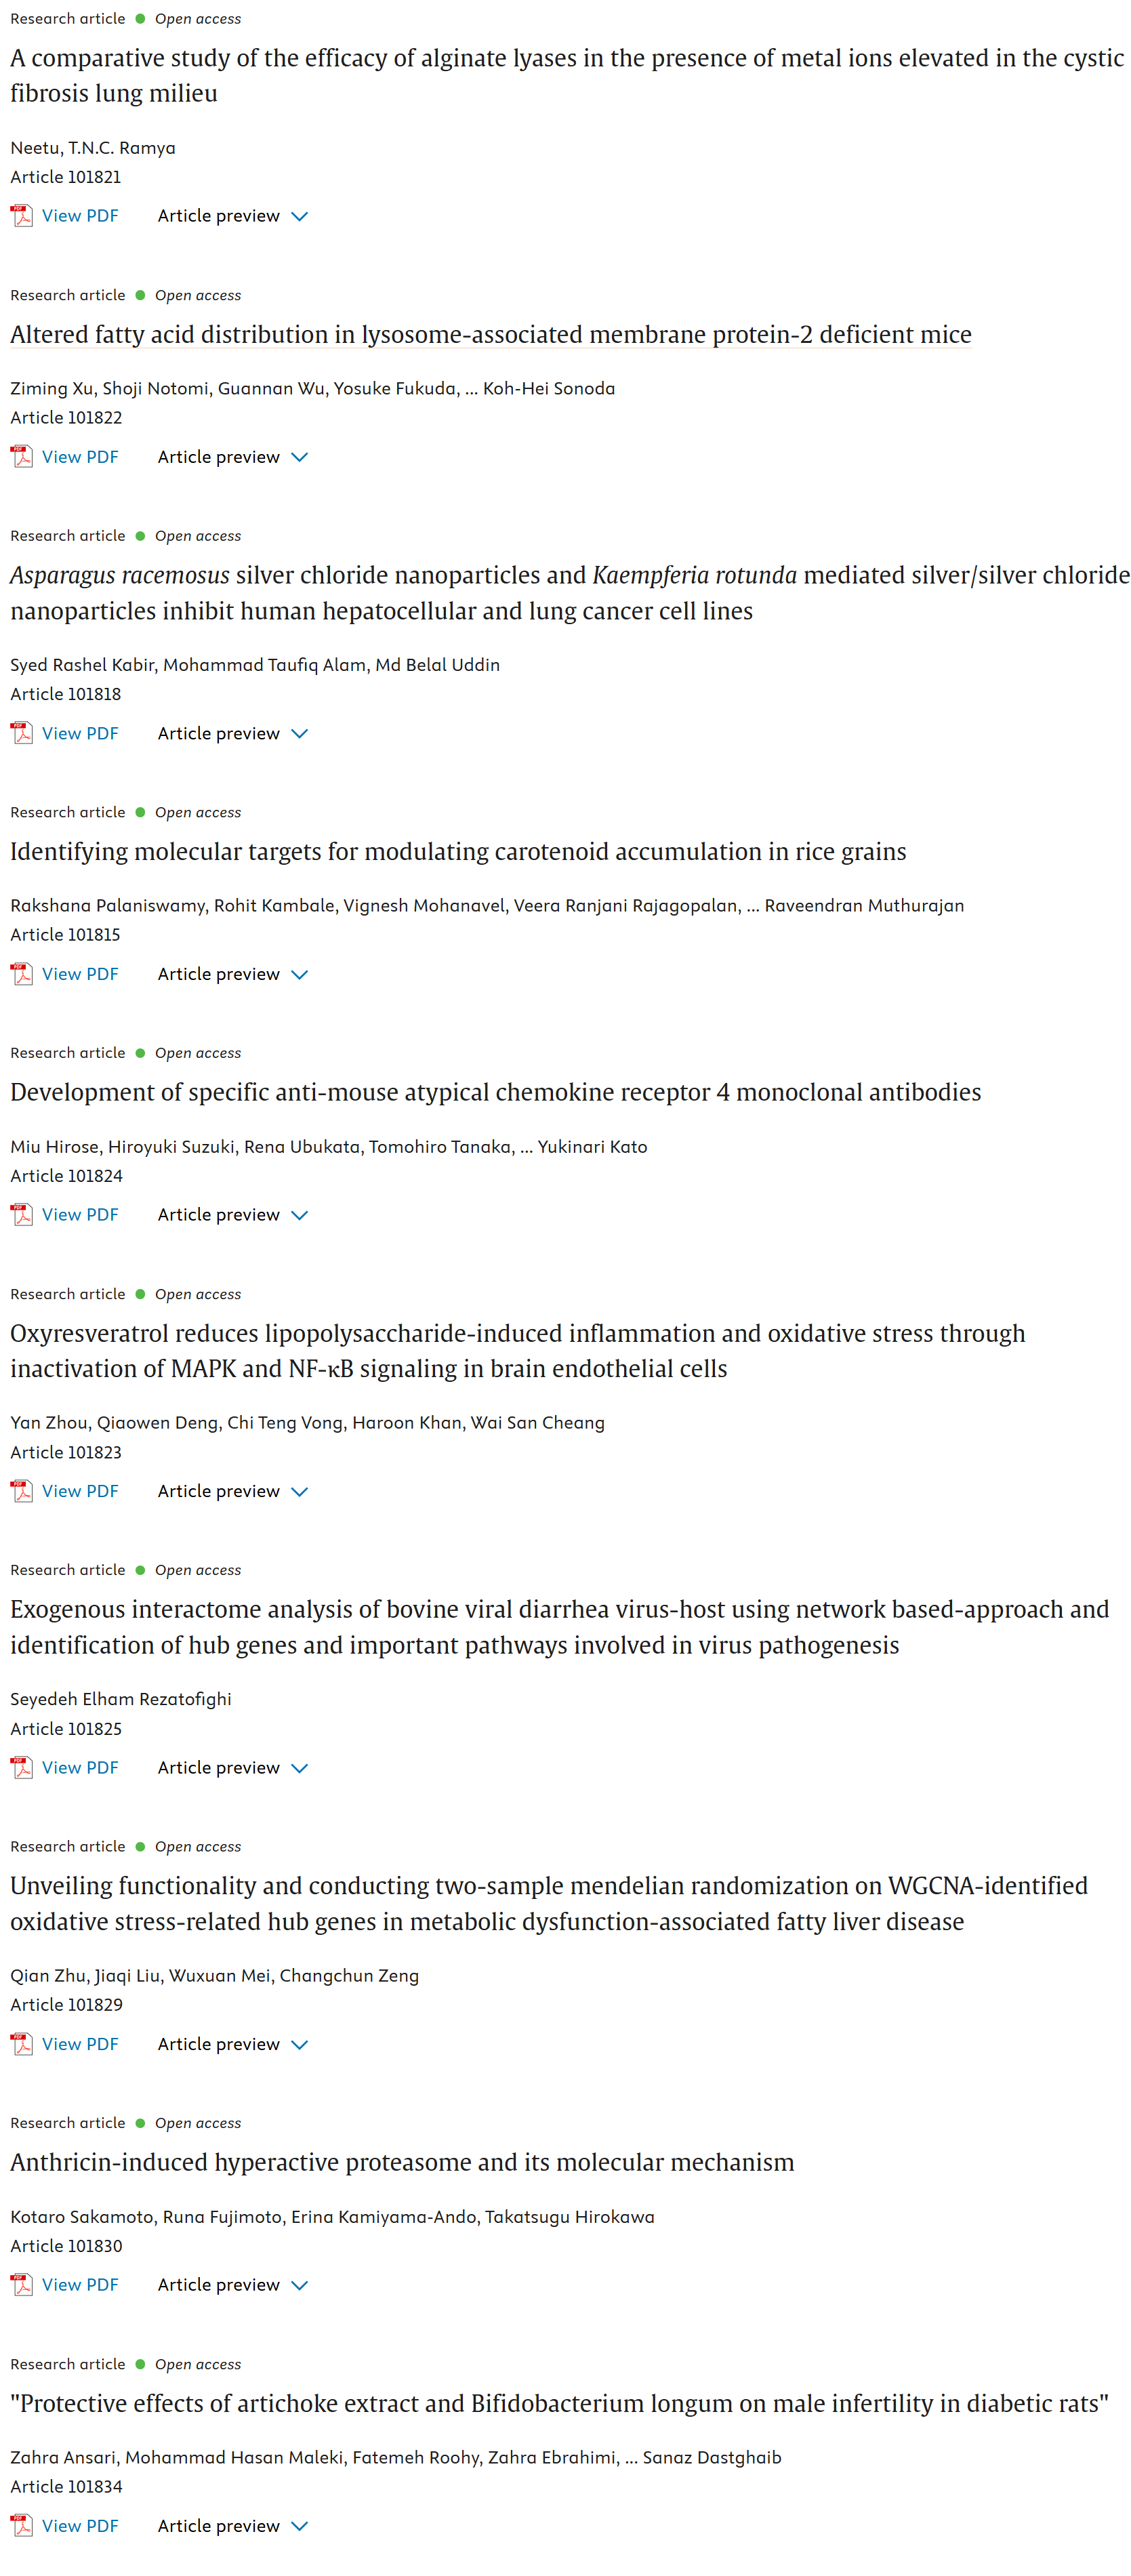 Research article Open access
A comparative study of the efficacy of alginate lyases in the presence of metal ions elevated in the cystic
fibrosis lung milieu
Neetu, T.N.C. Ramya
Article 101821
View PDF Article preview
Research article Open access
Altered fatty acid distribution in lysosome-associated membrane protein-2 deficient mice
Ziming Xu, Shoji Notomi, Guannan Wu, Yosuke Fukuda, ... Koh-Hei Sonoda
Article 101822
View PDF Article preview
Research article Open access
Asparagus racemosus silver chloride nanoparticles and Kaempferia rotunda mediated silver/silver chloride
nanoparticles inhibit human hepatocellular and lung cancer cell lines
Syed Rashel Kabir, Mohammad Taufiq Alam, Md Belal Uddin
Article 101818
View PDF Article preview
Research article Open access
Identifying molecular targets for modulating carotenoid accumulation in rice grains
Rakshana Palaniswamy, Rohit Kambale, Vignesh Mohanavel, Veera Ranjani Rajagopalan, ... Raveendran Muthurajan
Article 101815
View PDF Article preview
Research article Open access
Development of specific anti-mouse atypical chemokine receptor 4 monoclonal antibodies
Miu Hirose, Hiroyuki Suzuki, Rena Ubukata, Tomohiro Tanaka, ... Yukinari Kato
Article 101824
View PDF Article preview
Research article Open access
Oxyresveratrol reduces lipopolysaccharide-induced inflammation and oxidative stress through
inactivation of MAPK and NF-κB signaling in brain endothelial cells
Yan Zhou, Qiaowen Deng, Chi Teng Vong, Haroon Khan, Wai San Cheang
Article 101823
View PDF Article preview
Research article Open access
Exogenous interactome analysis of bovine viral diarrhea virus-host using network based-approach and
identification of hub genes and important pathways involved in virus pathogenesis
Seyedeh Elham Rezatofighi
Article 101825
View PDF Article preview
Research article Open access
Unveiling functionality and conducting two-sample mendelian randomization on WGCNA-identified
oxidative stress-related hub genes in metabolic dysfunction-associated fatty liver disease
Qian Zhu, Jiaqi Liu, Wuxuan Mei, Changchun Zeng
Article 101829
View PDF Article preview
Research article Open access
Anthricin-induced hyperactive proteasome and its molecular mechanism
Kotaro Sakamoto, Runa Fujimoto, Erina Kamiyama-Ando, Takatsugu Hirokawa
Article 101830
View PDF Article preview
Research article Open access
"Protective effects of artichoke extract and Bifidobacterium longum on male infertility in diabetic rats"
Zahra Ansari, Mohammad Hasan Maleki, Fatemeh Roohy, Zahra Ebrahimi, ... Sanaz Dastghaib
Article 101834
View PDF Article preview